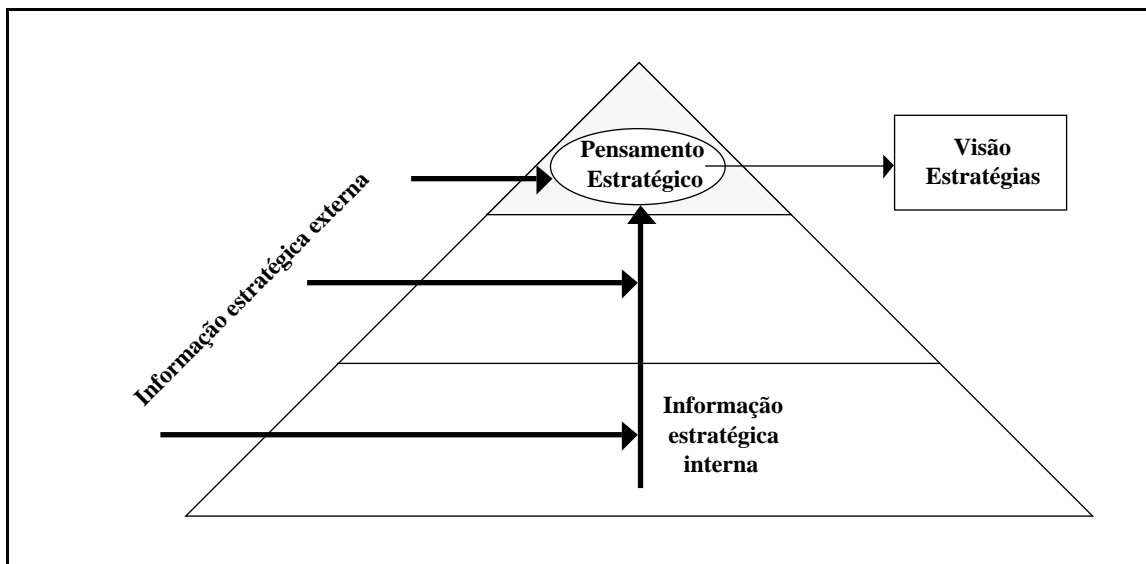 Pensamento
Estratégico
Visão
Estratégias
Informação estratégica externa
Informação
estratégica
interna